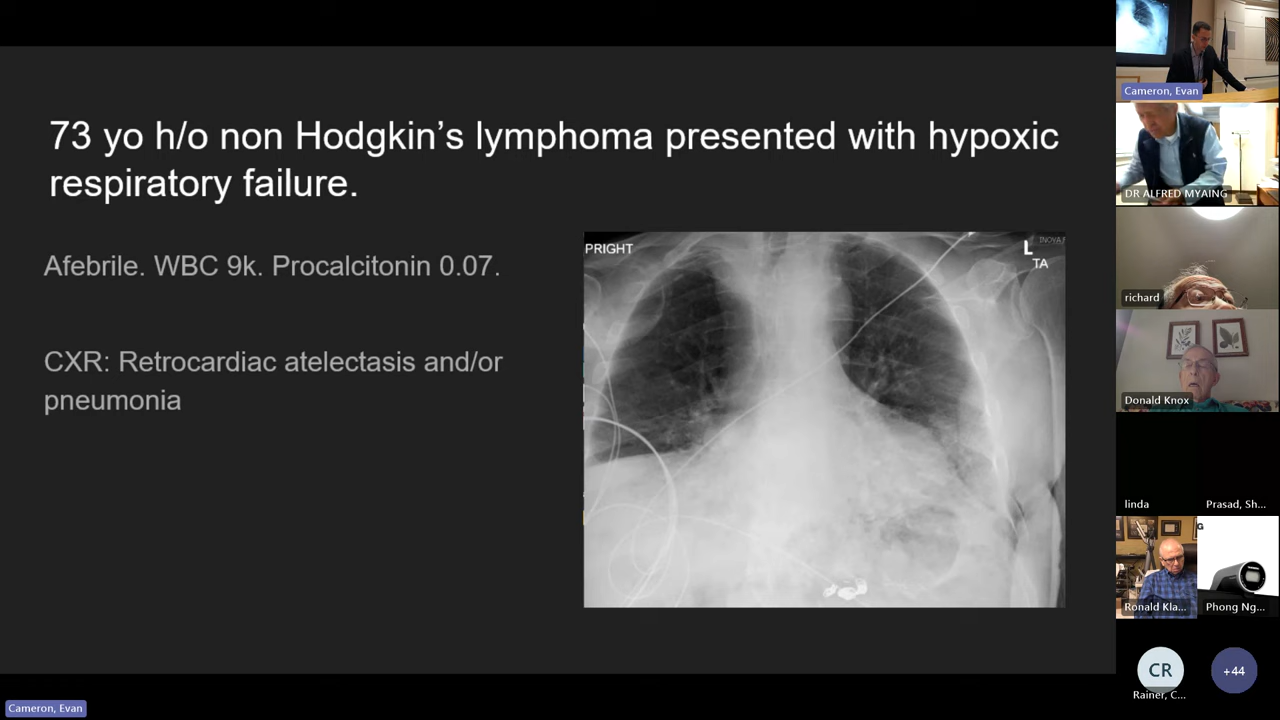 73 yo h/o non Hodgkin's lymphoma presented with hypoxic
respiratory failure.
Afebrile. WBC 9k. Procalcitonin 0.07.
CXR: Retrocardiac atelectasis and/or
pneumonia
PRIGHT
L
INOVA F
TA
Cameron, Evan
DR ALFRED MYAING
richard
Donald Knox
linda
Prasad, Sh...
G
Ronald Kla...
Phong Ng...
CR
Rainer, C...
+44
Cameron, Evan